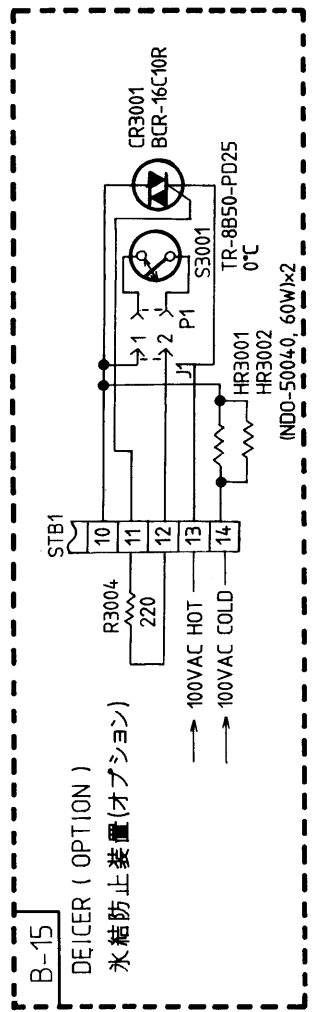 B-15
DEICER ( OPTION )
氷結防止装置(オプション)
STB1
10
11
12
13
14
R3004
220
100VAC HOT
100VAC COLD
1
2
P1
J1
CR3001
BCR-16C10R
S3001
TR-8B50-PD25
0°C
HR3001
HR3002
(NDO-50040, 60W)x2